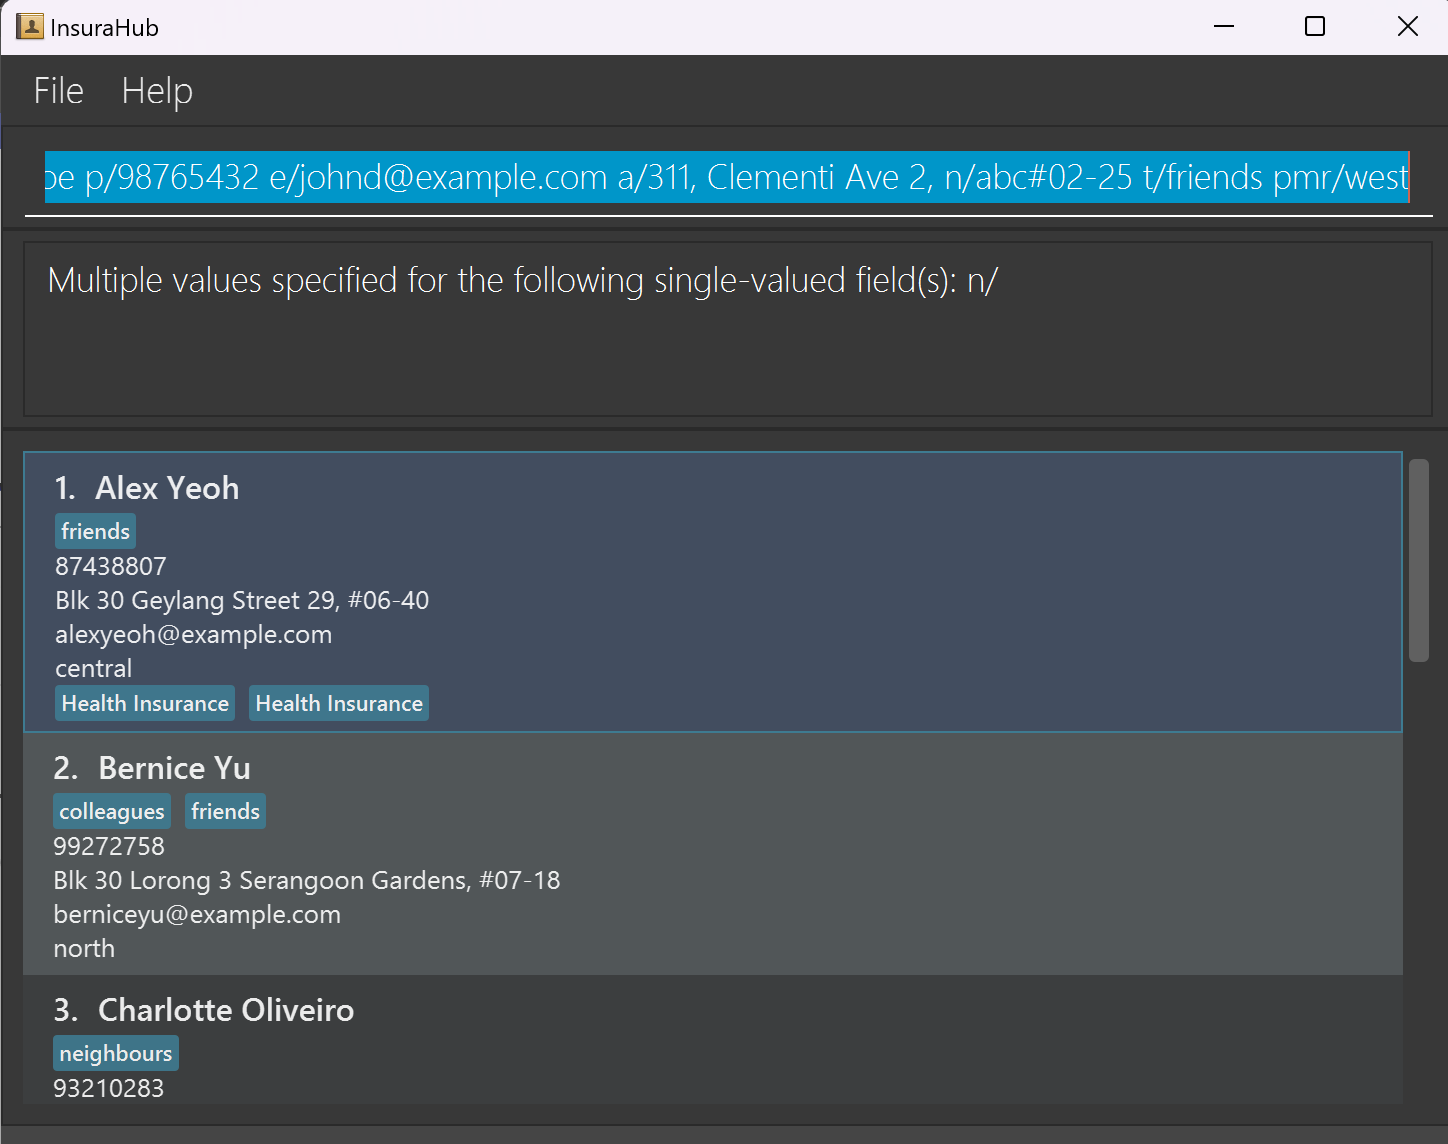 InsuraHub
File Help
p/98765432 e/johnd@example.com a/311, Clementi Ave 2, n/abc#02-25 t/friends pmr/west
Multiple values specified for the following single-valued field(s): n/
1. Alex Yeoh
friends
87438807
Blk 30 Geylang Street 29, #06-40
alexyeoh@example.com
central
Health Insurance Health Insurance
2. Bernice Yu
colleagues friends
99272758
Blk 30 Lorong 3 Serangoon Gardens, #07-18
berniceyu@example.com
north
3. Charlotte Oliveiro
neighbours
93210283